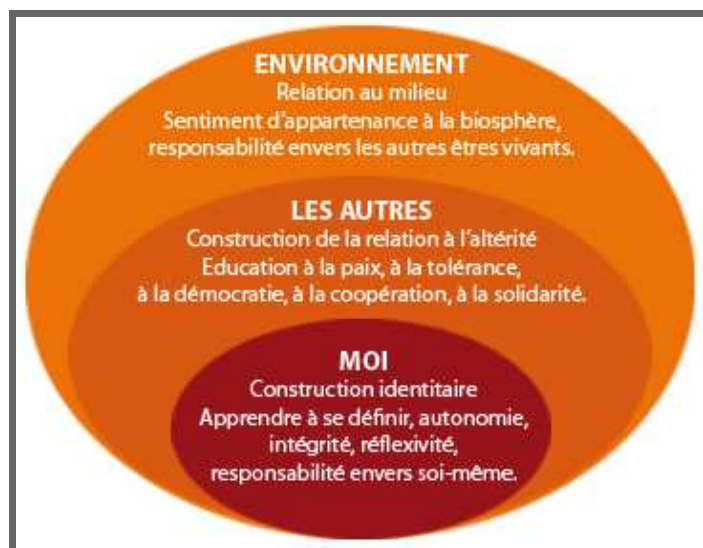 ENVIRONNEMENT
Relation au milieu
Sentiment d'appartenance à la biosphère,
responsabilité envers les autres êtres vivants.
LES AUTRES
Construction de la relation à l'altérité
Education à la paix, à la tolérance,
à la démocratie, à la coopération, à la solidarité.
MOI
Construction identitaire
Apprendre à se définir, autonomie,
intégrité, réflexivité,
responsabilité envers soi-même.